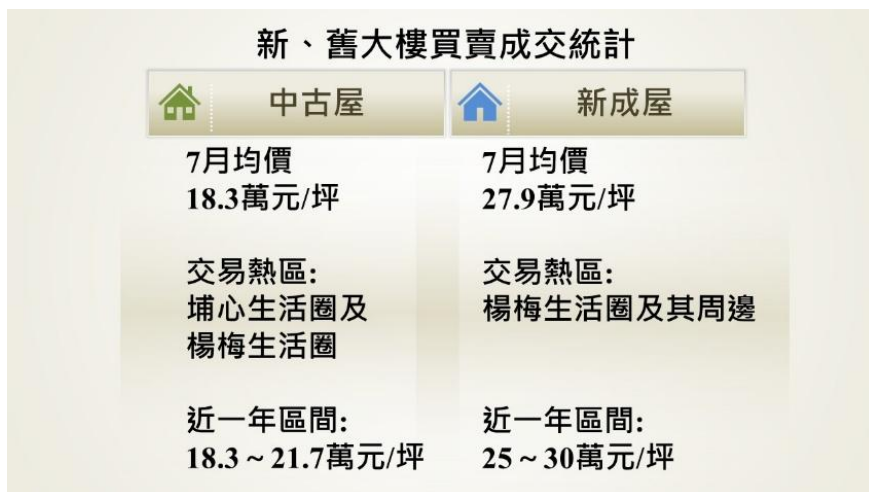 新、舊大樓買賣成交統計
中古屋
7月均價
18.3萬元/坪
交易熱區:
埔心生活圈及
楊梅生活圈
近一年區間:
18.3~21.7萬元/坪
新成屋
7月均價
27.9萬元/坪
交易熱區:
楊梅生活圈及其周邊
近一年區間:
25~30萬元/坪